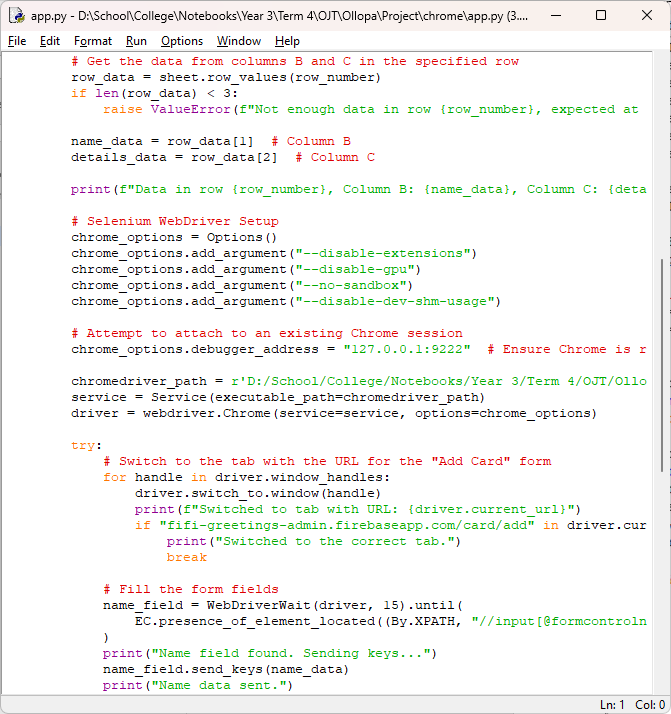 app.py - D:\School\College\Notebooks\Year 3\Term 4\OJT\Ollopa\Project\chrome\app.py (3....
File Edit Format Run Options Window Help
# Get the data from columns B and C in the specified row
row_data = sheet.row_values(row_number)
if len(row_data) < 3:
    raise ValueError(f"Not enough data in row {row_number}, expected at
name_data = row_data[1]  # Column B
details_data = row_data[2]  # Column C
print(f"Data in row {row_number}, Column B: {name_data}, Column C: {deta
# Selenium WebDriver Setup
chrome_options = Options()
chrome_options.add_argument("--disable-extensions")
chrome_options.add_argument("--disable-gpu")
chrome_options.add_argument("--no-sandbox")
chrome_options.add_argument("--disable-dev-shm-usage")
# Attempt to attach to an existing Chrome session
chrome_options.debugger_address = "127.0.0.1:9222"  # Ensure Chrome is r
chromedriver_path = r'D:/School/College/Notebooks/Year 3/Term 4/OJT/Ollo
service = Service(executable_path=chromedriver_path)
driver = webdriver.Chrome(service=service, options=chrome_options)
try:
    # Switch to the tab with the URL for the "Add Card" form
    for handle in driver.window_handles:
        driver.switch_to.window(handle)
        print(f"Switched to tab with URL: {driver.current_url}")
        if "fifi-greetings-admin.firebaseapp.com/card/add" in driver.cur
            print("Switched to the correct tab.")
            break
    # Fill the form fields
    name_field = WebDriverWait(driver, 15).until(
        EC.presence_of_element_located((By.XPATH, "//input[@formcontroln
    )
    print("Name field found. Sending keys...")
    name_field.send_keys(name_data)
    print("Name data sent.")
Ln: 1 Col: 0